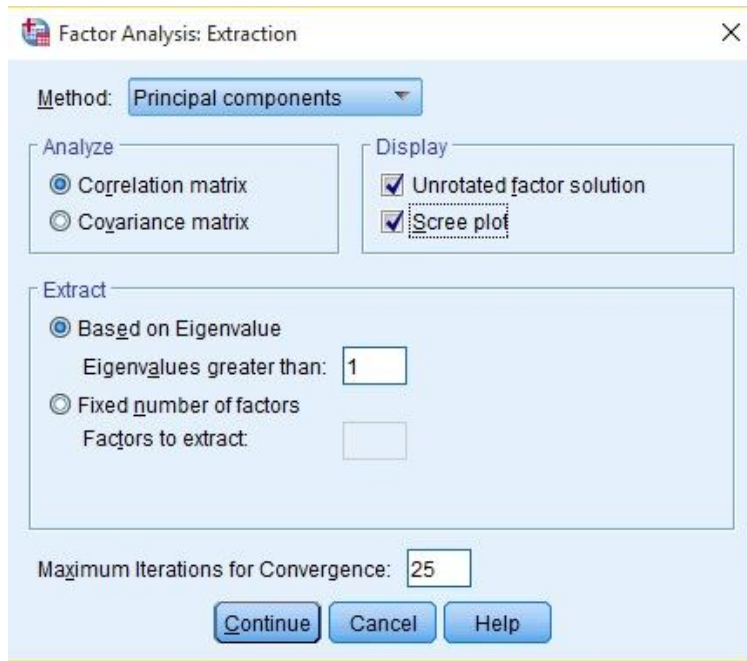 Factor Analysis: Extraction
Method: Principal components
Analyze
Correlation matrix
Covariance matrix
Display
Unrotated factor solution
Scree plot
Extract
Based on Eigenvalue
Eigenvalues greater than: 1
Fixed number of factors
Factors to extract:
Maximum Iterations for Convergence: 25
Continue Cancel Help